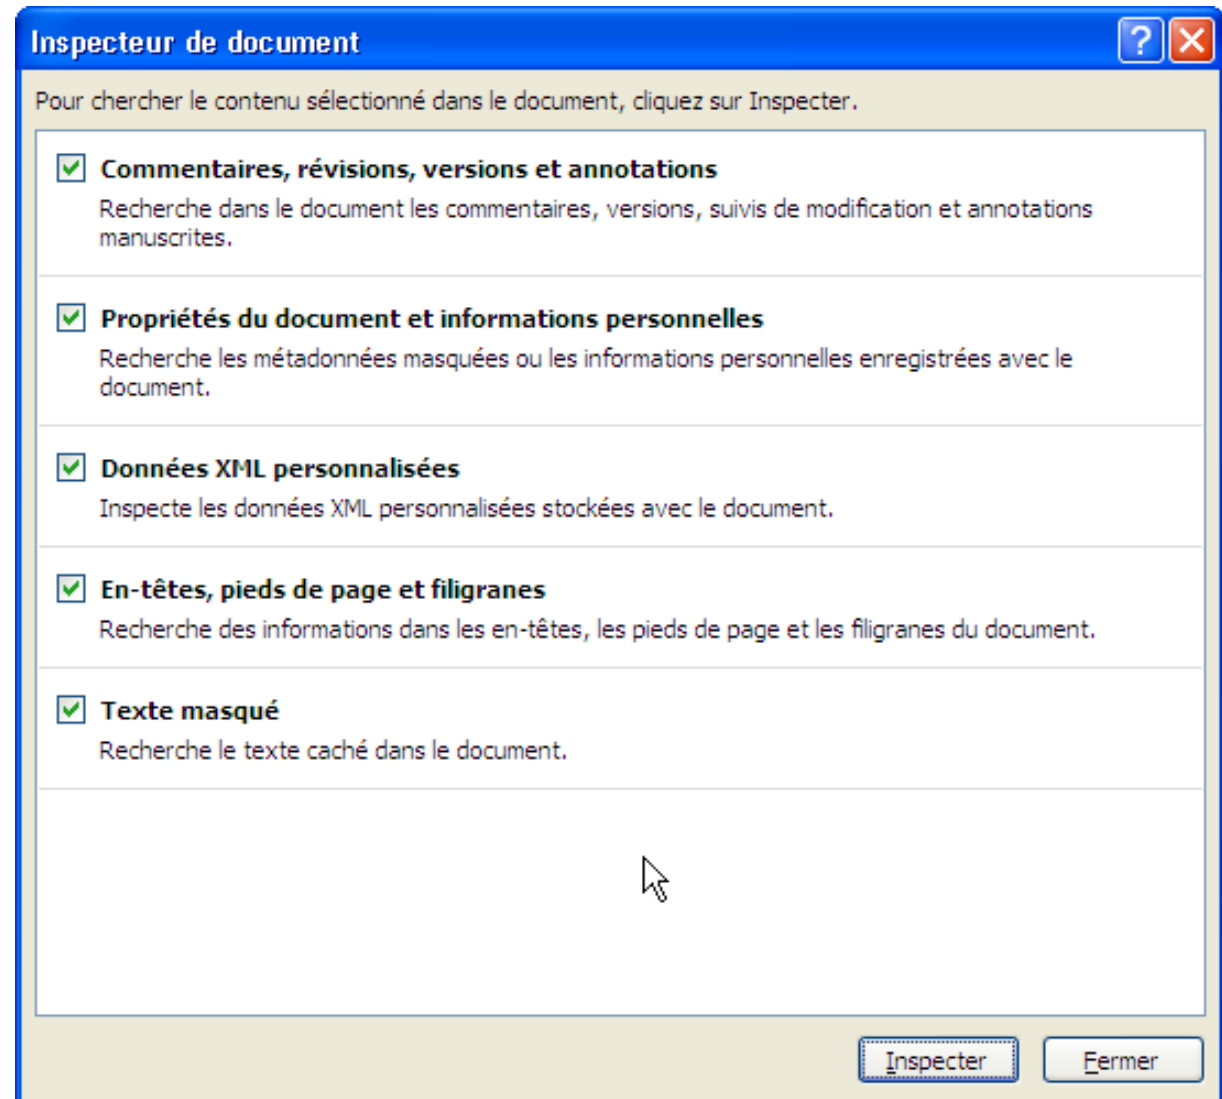 Inspecteur de document
Pour chercher le contenu sélectionné dans le document, cliquez sur Inspecter.
Commentaires, révisions, versions et annotations
Recherche dans le document les commentaires, versions, suivis de modification et annotations
manuscrites.
Propriétés du document et informations personnelles
Recherche les métadonnées masquées ou les informations personnelles enregistrées avec le
document.
Données XML personnalisées
Inspecte les données XML personnalisées stockées avec le document.
En-têtes, pieds de page et filigranes
Recherche des informations dans les en-têtes, les pieds de page et les filigranes du document.
Texte masqué
Recherche le texte caché dans le document.
Inspecter
Fermer